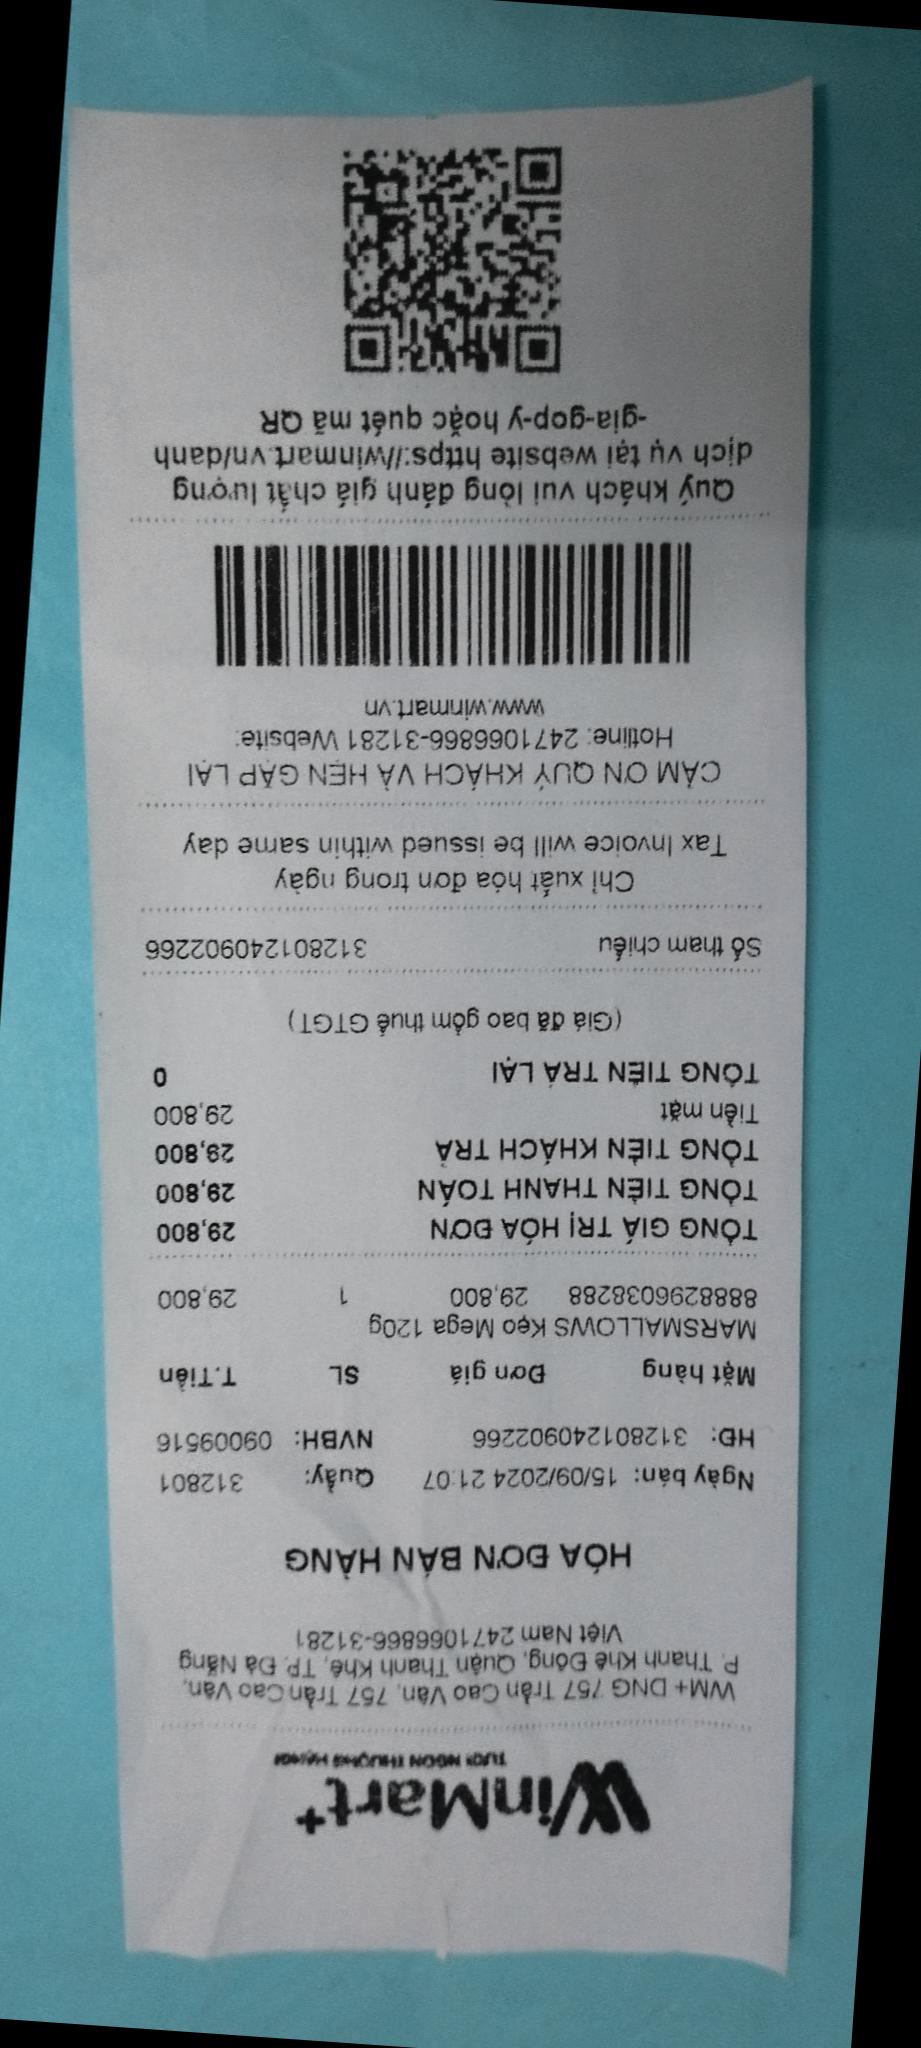 WinMart+
TƯƠI NGON THƯỢNG HẠNG
WM+ DNG 757 Trần Cao Vân, 757 Trần Cao Vân,
P. Thanh Khê Đông, Quận Thanh Khê, TP. Đà Nẵng
Việt Nam 2471066866-31281
HÓA ĐƠN BÁN HÀNG
Ngày bán: 15/09/2024 21:07 Quầy: 312801
HĐ: 312801240902266 NVBH: 09009516
Mặt hàng Đơn giá SL T.Tiền
MARSMALLOWS Kẹo Mega 120g
8888296038288 29,800 1 29,800
TỔNG GIÁ TRỊ HÓA ĐƠN 29,800
TỔNG TIỀN THANH TOÁN 29,800
TỔNG TIỀN KHÁCH TRẢ 29,800
Tiền mặt 29,800
TỔNG TIỀN TRẢ LẠI 0
(Giá đã bao gồm thuế GTGT)
Số tham chiếu 312801240902266
Chỉ xuất hóa đơn trong ngày
Tax Invoice will be issued within same day
CẢM ƠN QUÝ KHÁCH VÀ HẸN GẶP LẠI
Hotline: 2471066866-31281 Website:
www.winmart.vn
Quý khách vui lòng đánh giá chất lượng
dịch vụ tại website https://winmart.vn/danh
-gia-gop-y hoặc quét mã QR